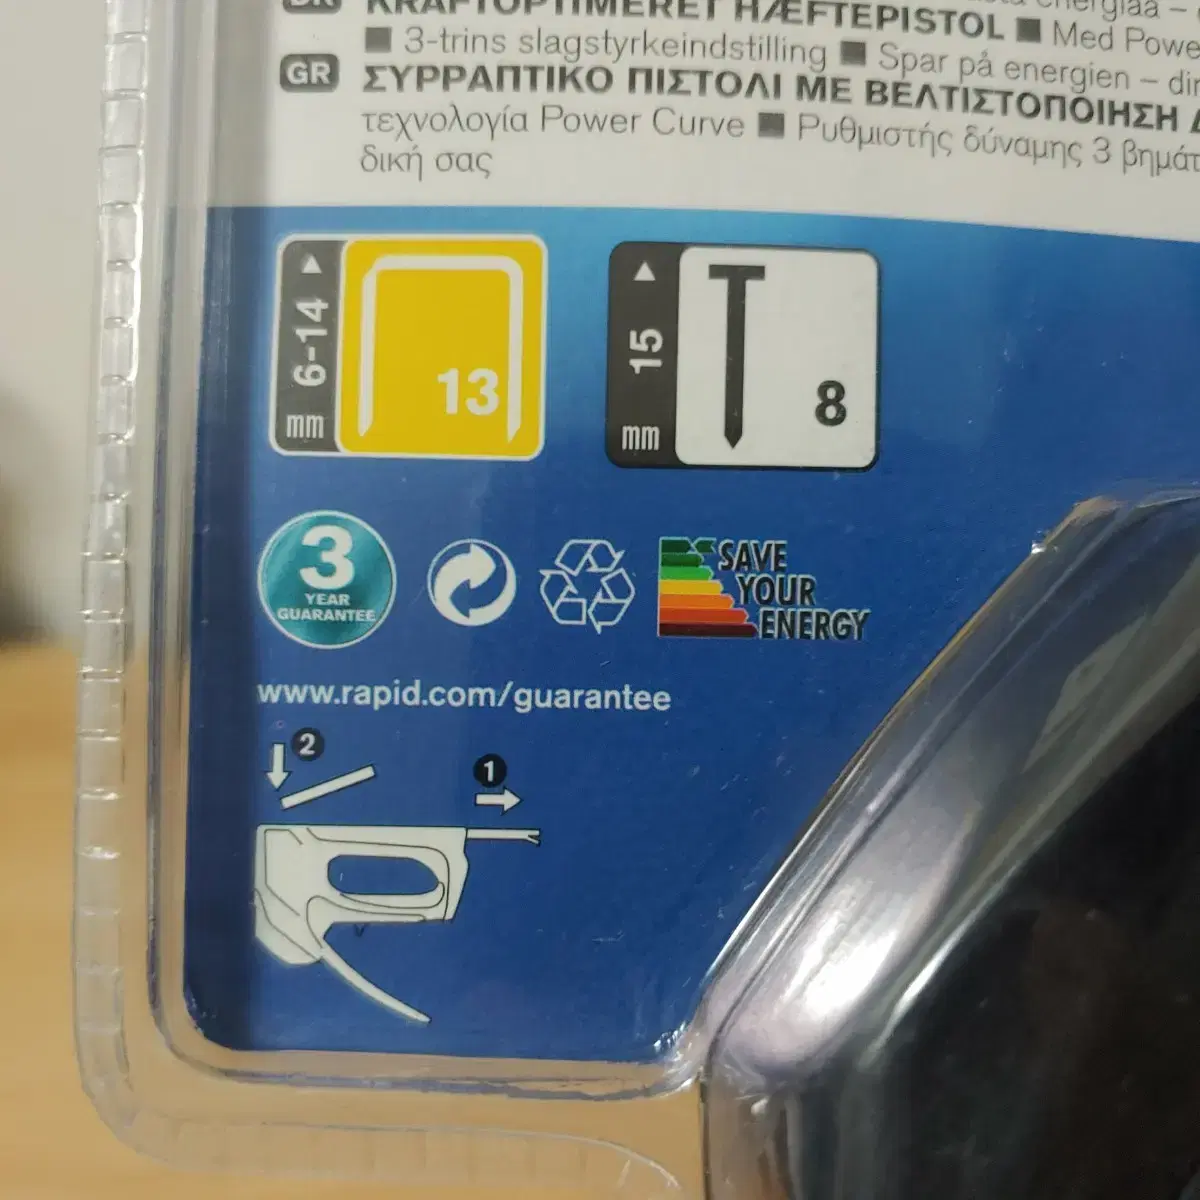 DK KRAFTOPTIMERET HÆFTEPISTOL ■ Med
■ 3-trins slagstyrkeindstilling ■ Spar på energien –
GR ΣΥΡΡΑΠΤΙΚΟ ΠΙΣΤΟΛΙ ΜΕ ΒΕΛΤΙΣΤΟΠΟΙΗΣΗ
τεχνολογία Power Curve ■ Ρυθμιστής δύναμης 3
δική σας
6-14
mm
13
15
mm
8
3
YEAR
GUARANTEE
SAVE
YOUR
ENERGY
www.rapid.com/guarantee
2
1